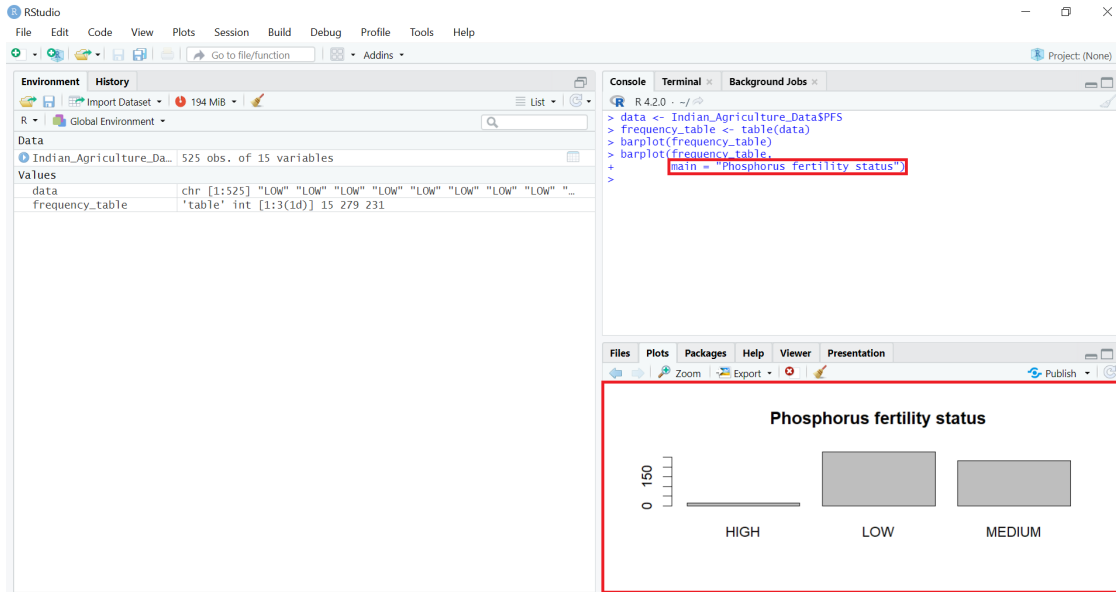 RStudio
File Edit Code View Plots Session Build Debug Profile Tools Help
Go to file/function Addins Project: (None)
Environment History
Import Dataset 194 MiB List
R Global Environment
Data
Indian_Agriculture_Da… 525 obs. of 15 variables
Values
data chr [1:525] "LOW" "LOW" "LOW" "LOW" "LOW" "LOW" "LOW" "LOW" "…
frequency_table 'table' int [1:3(1d)] 15 279 231
Console Terminal Background Jobs
R 4.2.0 · ~/
> data <- Indian_Agriculture_Data$PFS
> frequency_table <- table(data)
> barplot(frequency_table)
> barplot(frequency_table,
+ main = "Phosphorus fertility status")
>
Files Plots Packages Help Viewer Presentation
Zoom Export Publish
Phosphorus fertility status
150
0
HIGH LOW MEDIUM